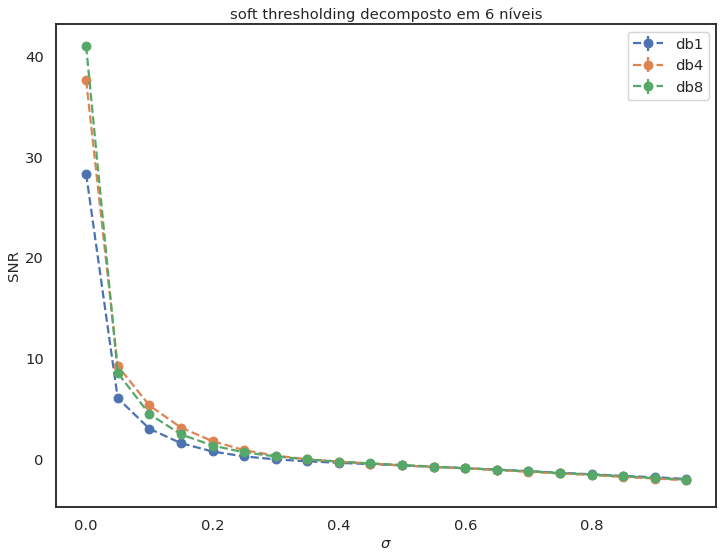 soft thresholding decomposto em 6 níveis
db1
db4
db8
SNR
40
30
20
10
0
0.0 0.2 0.4 0.6 0.8
σ